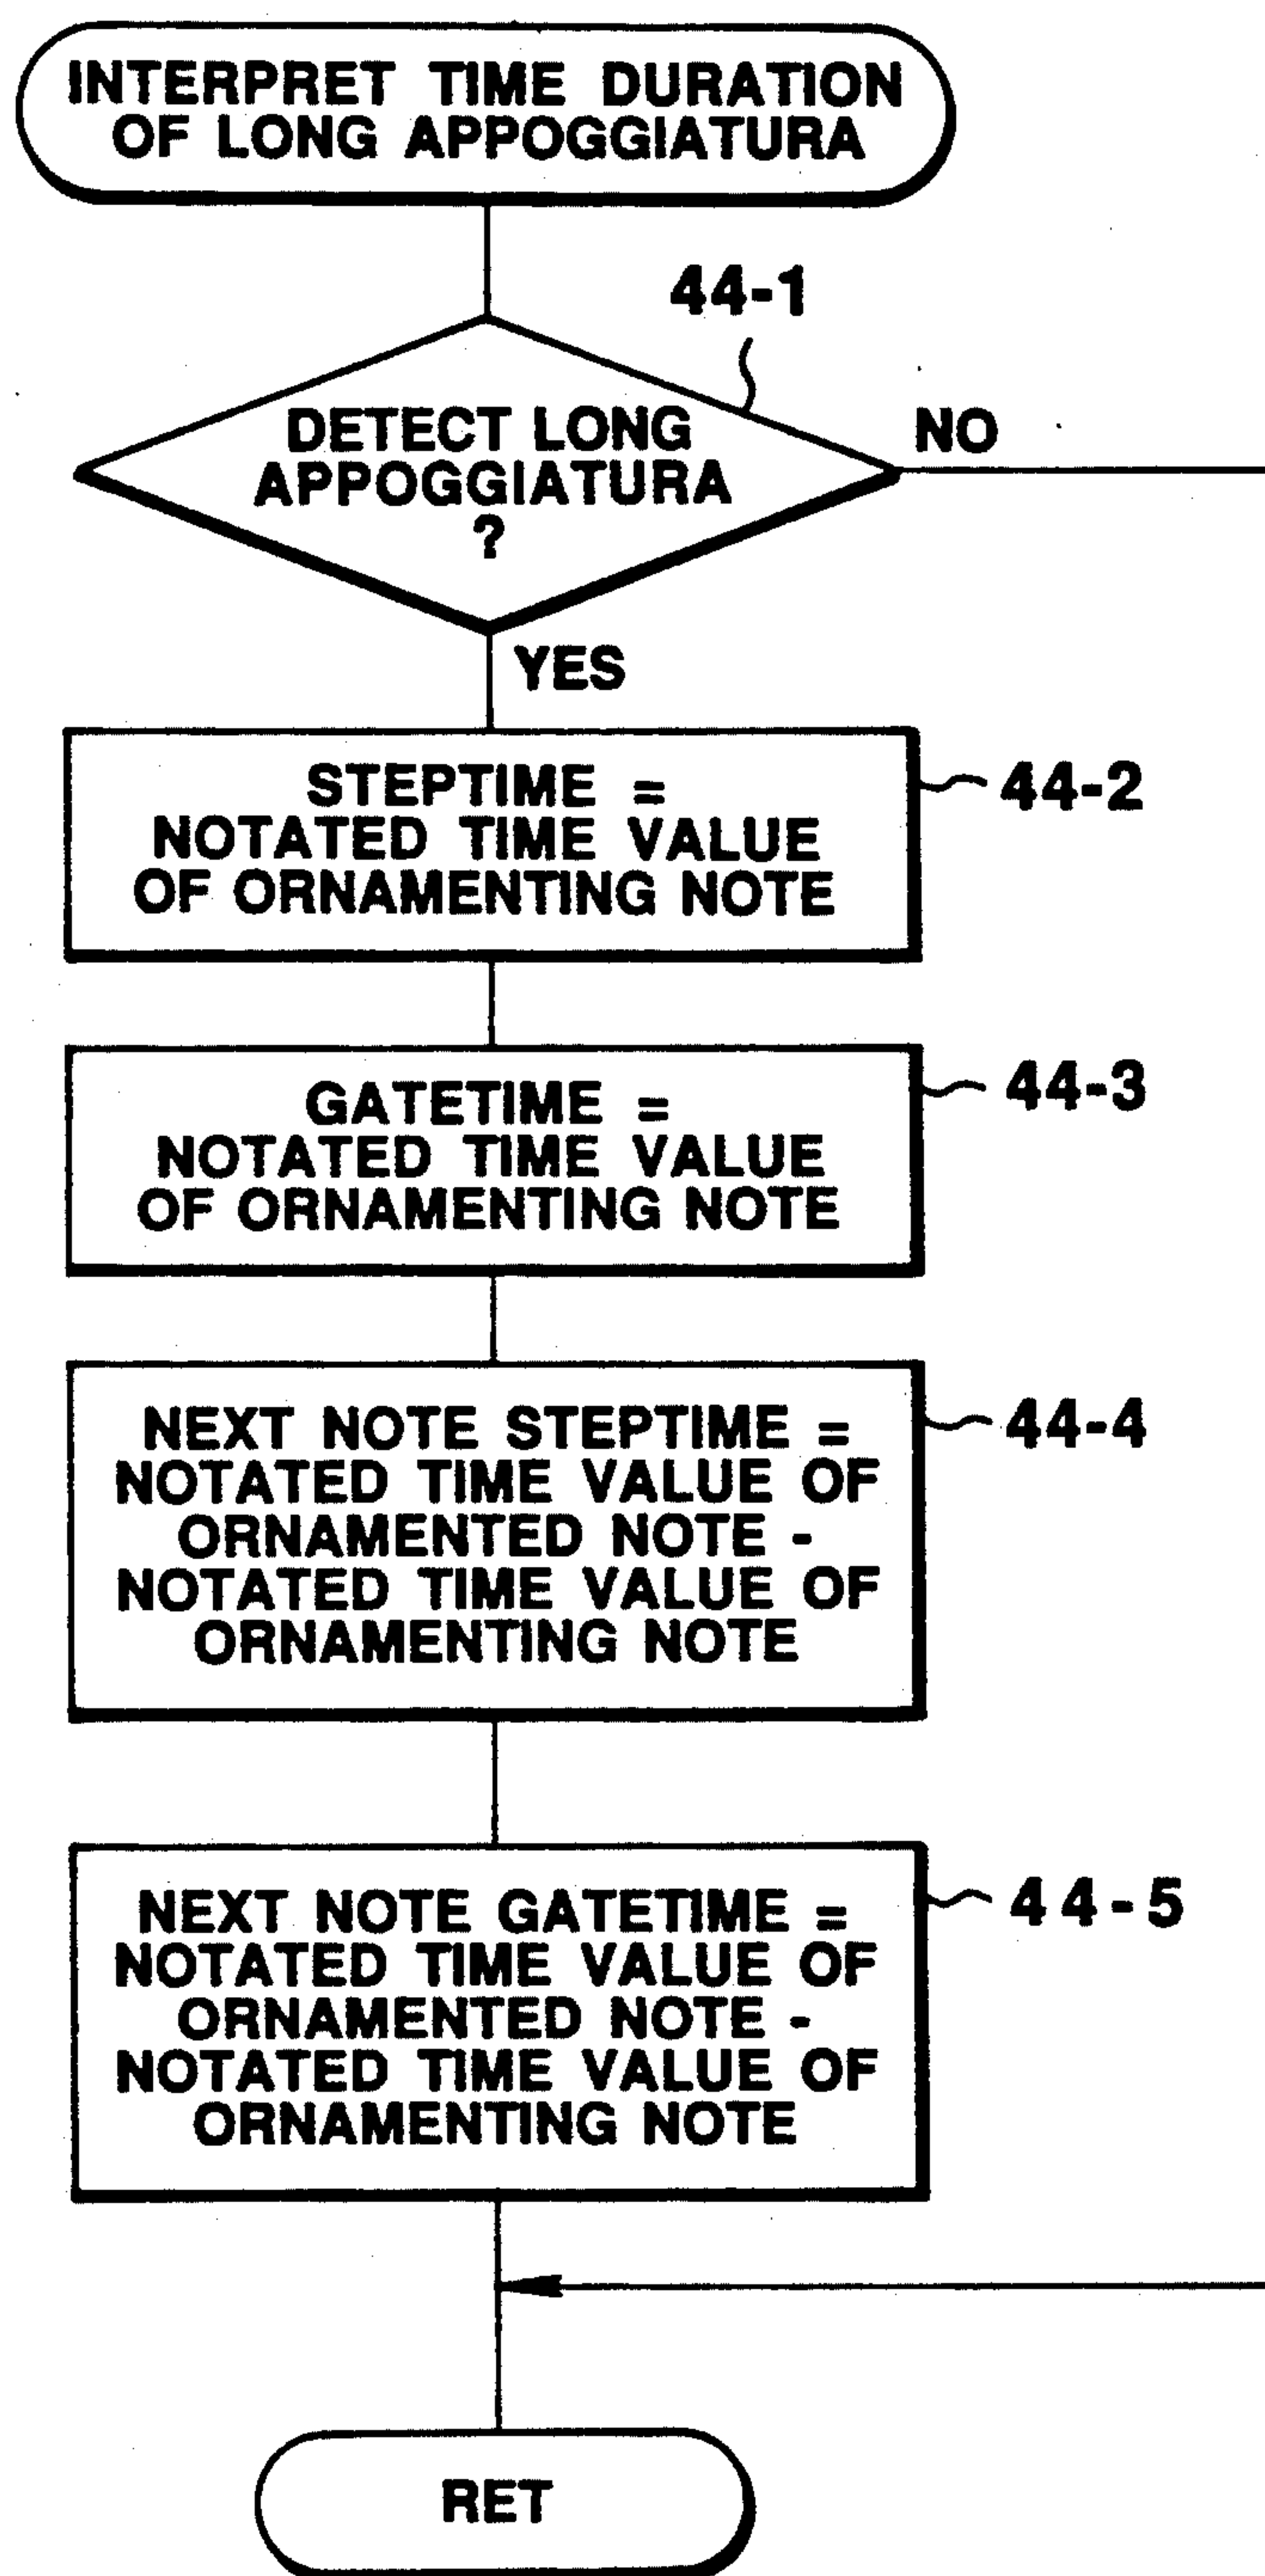 INTERPRET TIME DURATION
OF LONG APPOGGIATURA
44-1
DETECT LONG
APPOGGIATURA
?
NO
YES
STEPTIME =
NOTATED TIME VALUE
OF ORNAMENTING NOTE
44-2
GATETIME =
NOTATED TIME VALUE
OF ORNAMENTING NOTE
44-3
NEXT NOTE STEPTIME =
NOTATED TIME VALUE OF
ORNAMENTED NOTE -
NOTATED TIME VALUE OF
ORNAMENTING NOTE
44-4
NEXT NOTE GATETIME =
NOTATED TIME VALUE OF
ORNAMENTED NOTE -
NOTATED TIME VALUE OF
ORNAMENTING NOTE
44-5
RET